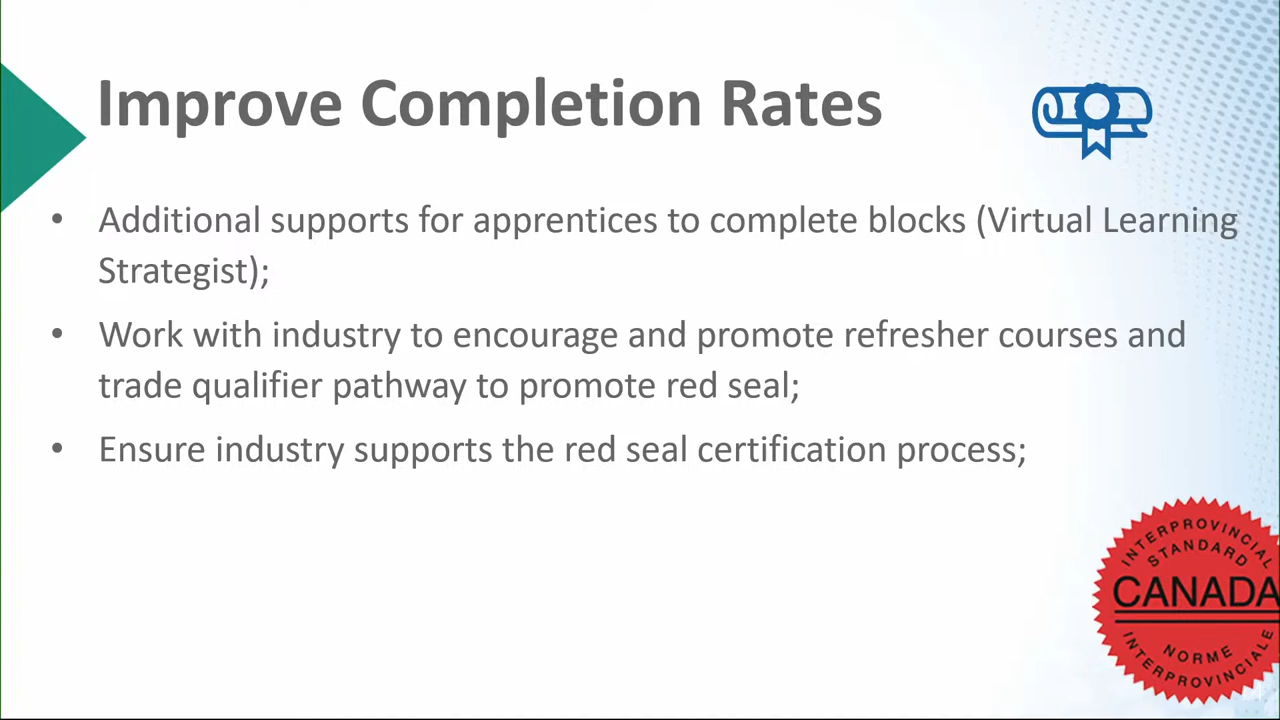 Improve Completion Rates
• Additional supports for apprentices to complete blocks (Virtual Learning
Strategist);
• Work with industry to encourage and promote refresher courses and
trade qualifier pathway to promote red seal;
• Ensure industry supports the red seal certification process;
INTERPROVINCIAL
STANDARD
CANADA
NORME
INTERPROVINCIALE